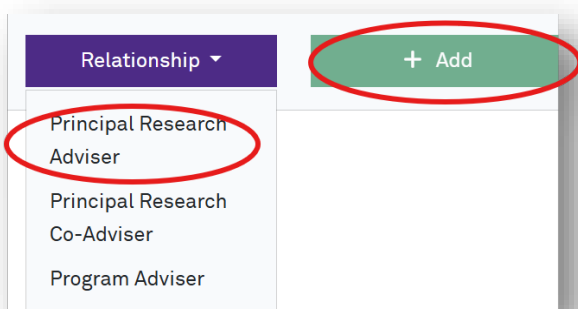 Relationship
+ Add
Principal Research
Adviser
Principal Research
Co-Adviser
Program Adviser